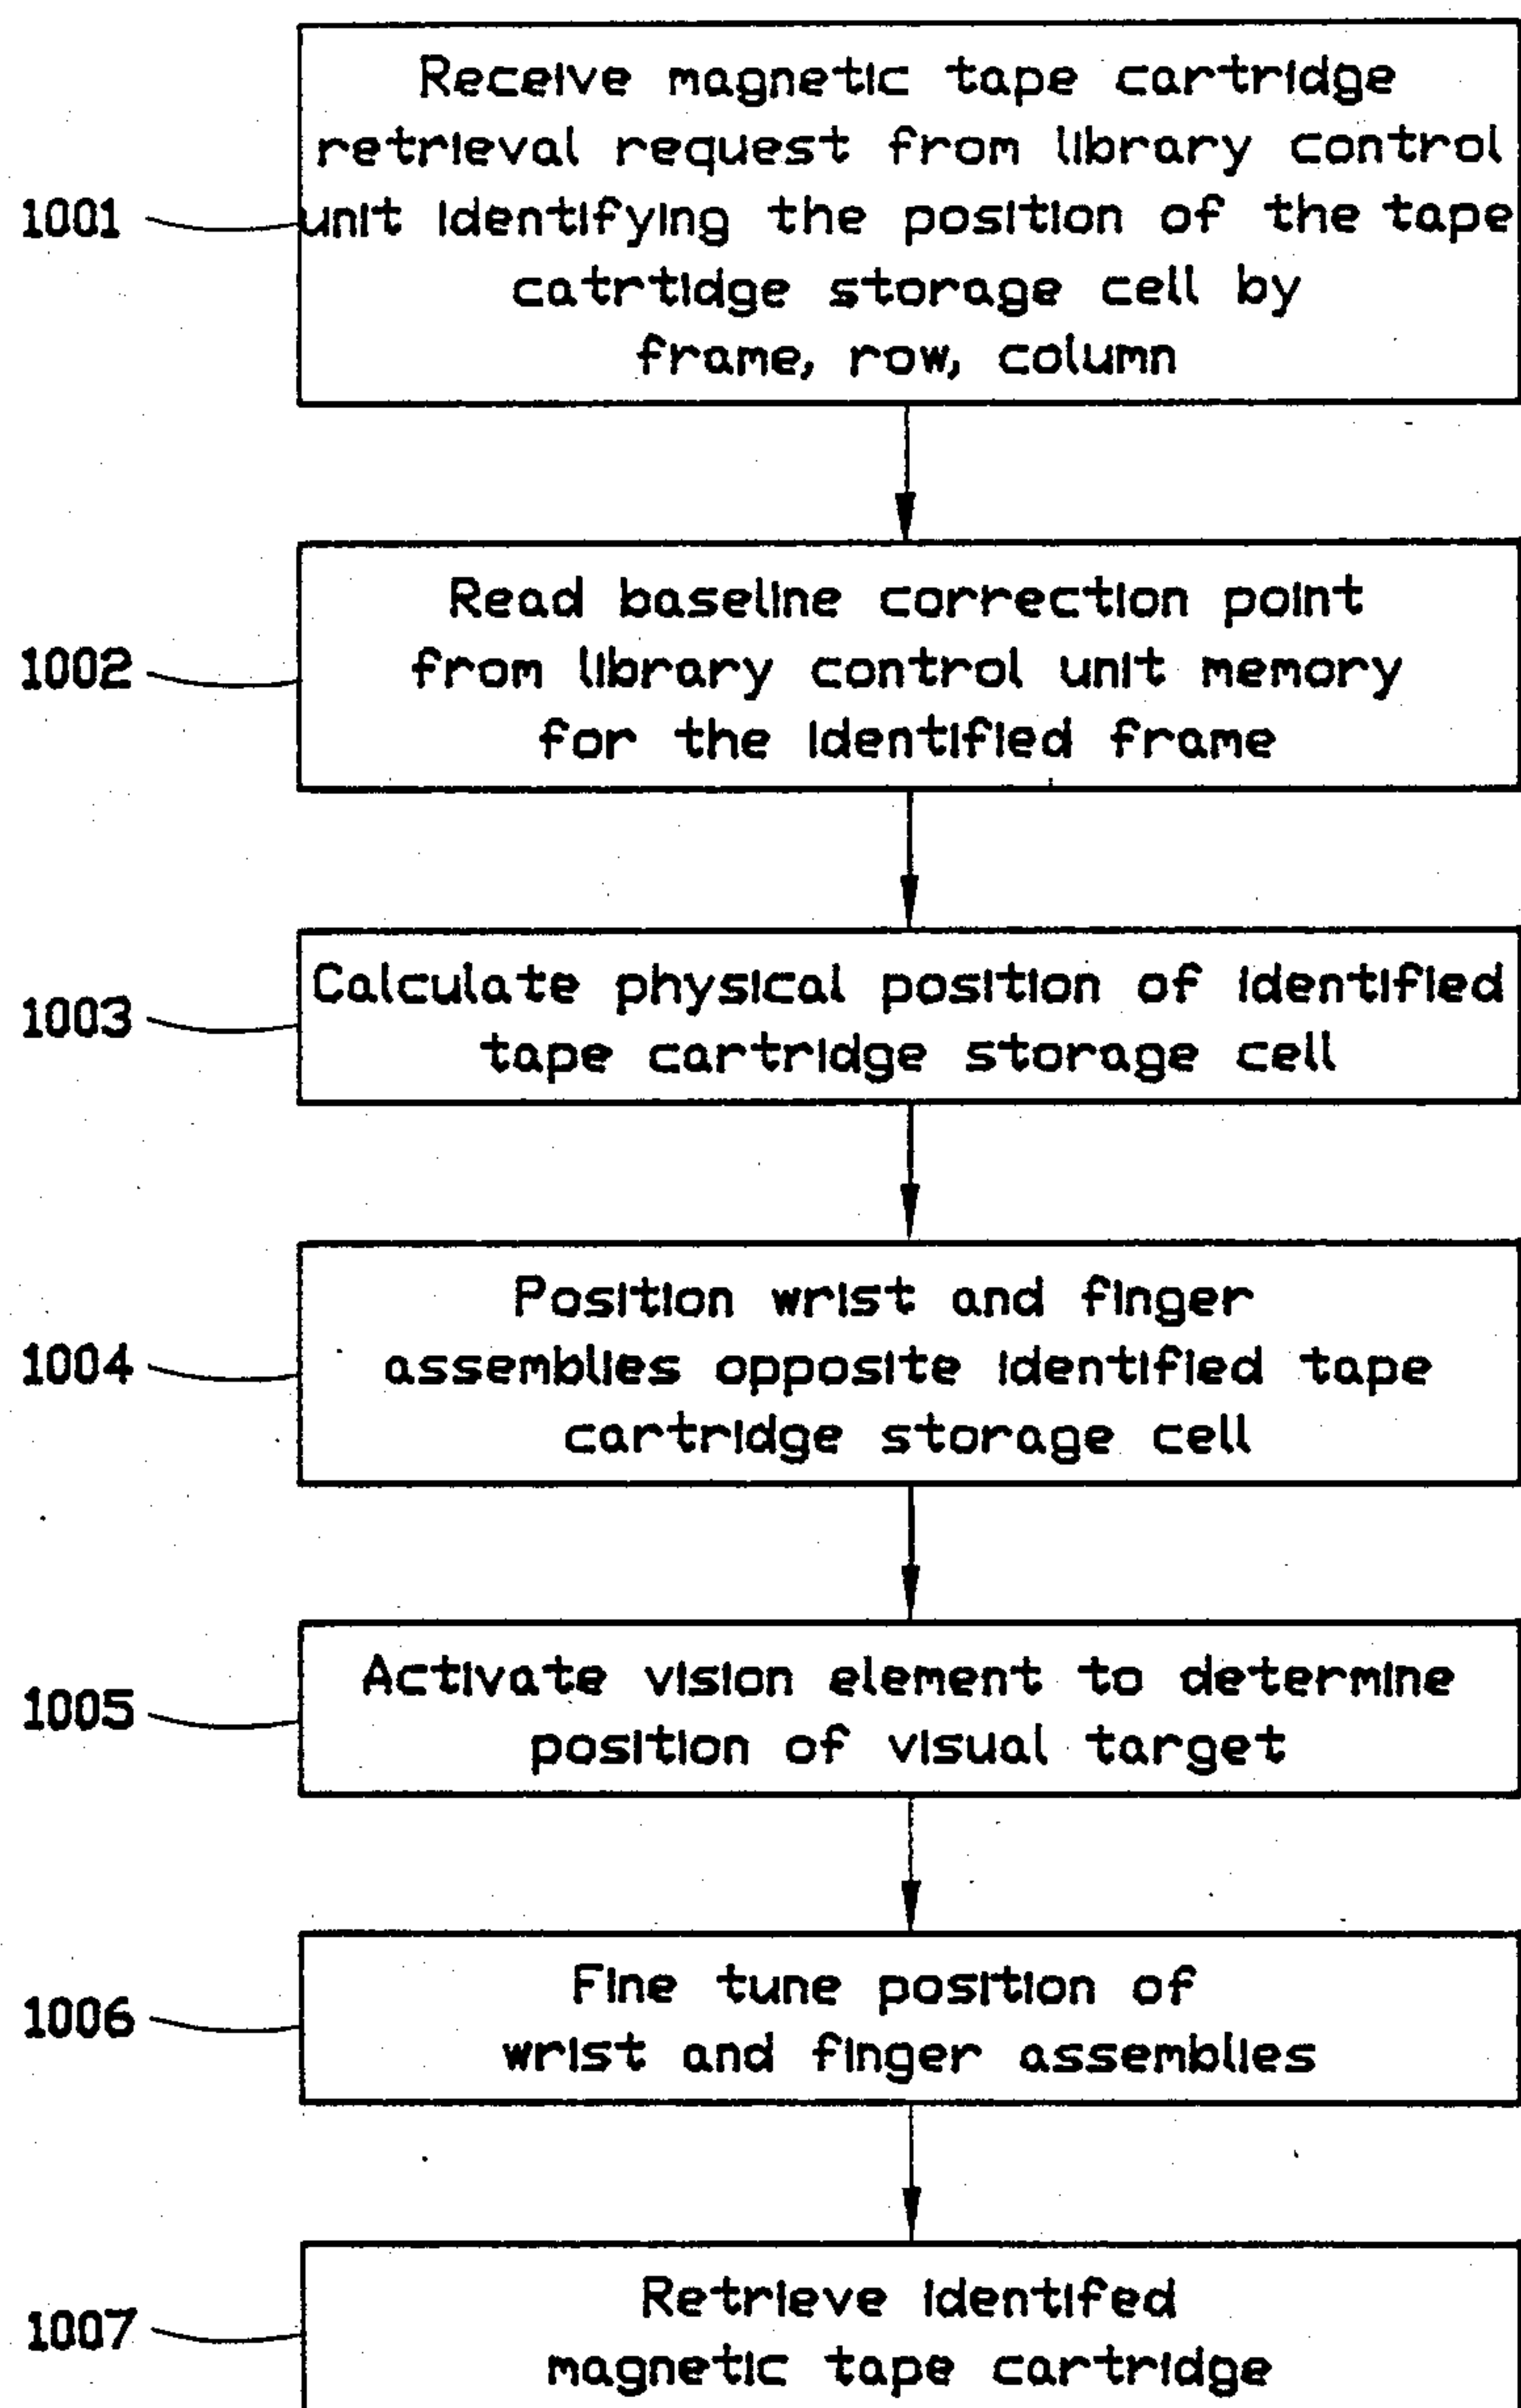 Receive magnetic tape cartridge
retrieval request from library control
1001
unit identifying the position of the tape
catrtidge storage cell by
frame, row, column
Read baseline correction point
1002
from library control unit memory
for the identified frame
Calculate physical position of identified
1003
tape cartridge storage cell
Position wrist and finger
1004
assemblies opposite identified tape
cartridge storage cell
Activate vision element to determine
1005
position of visual target
Fine tune position of
1006
wrist and finger assemblies
Retrieve identifed
1007
magnetic tape cartridge